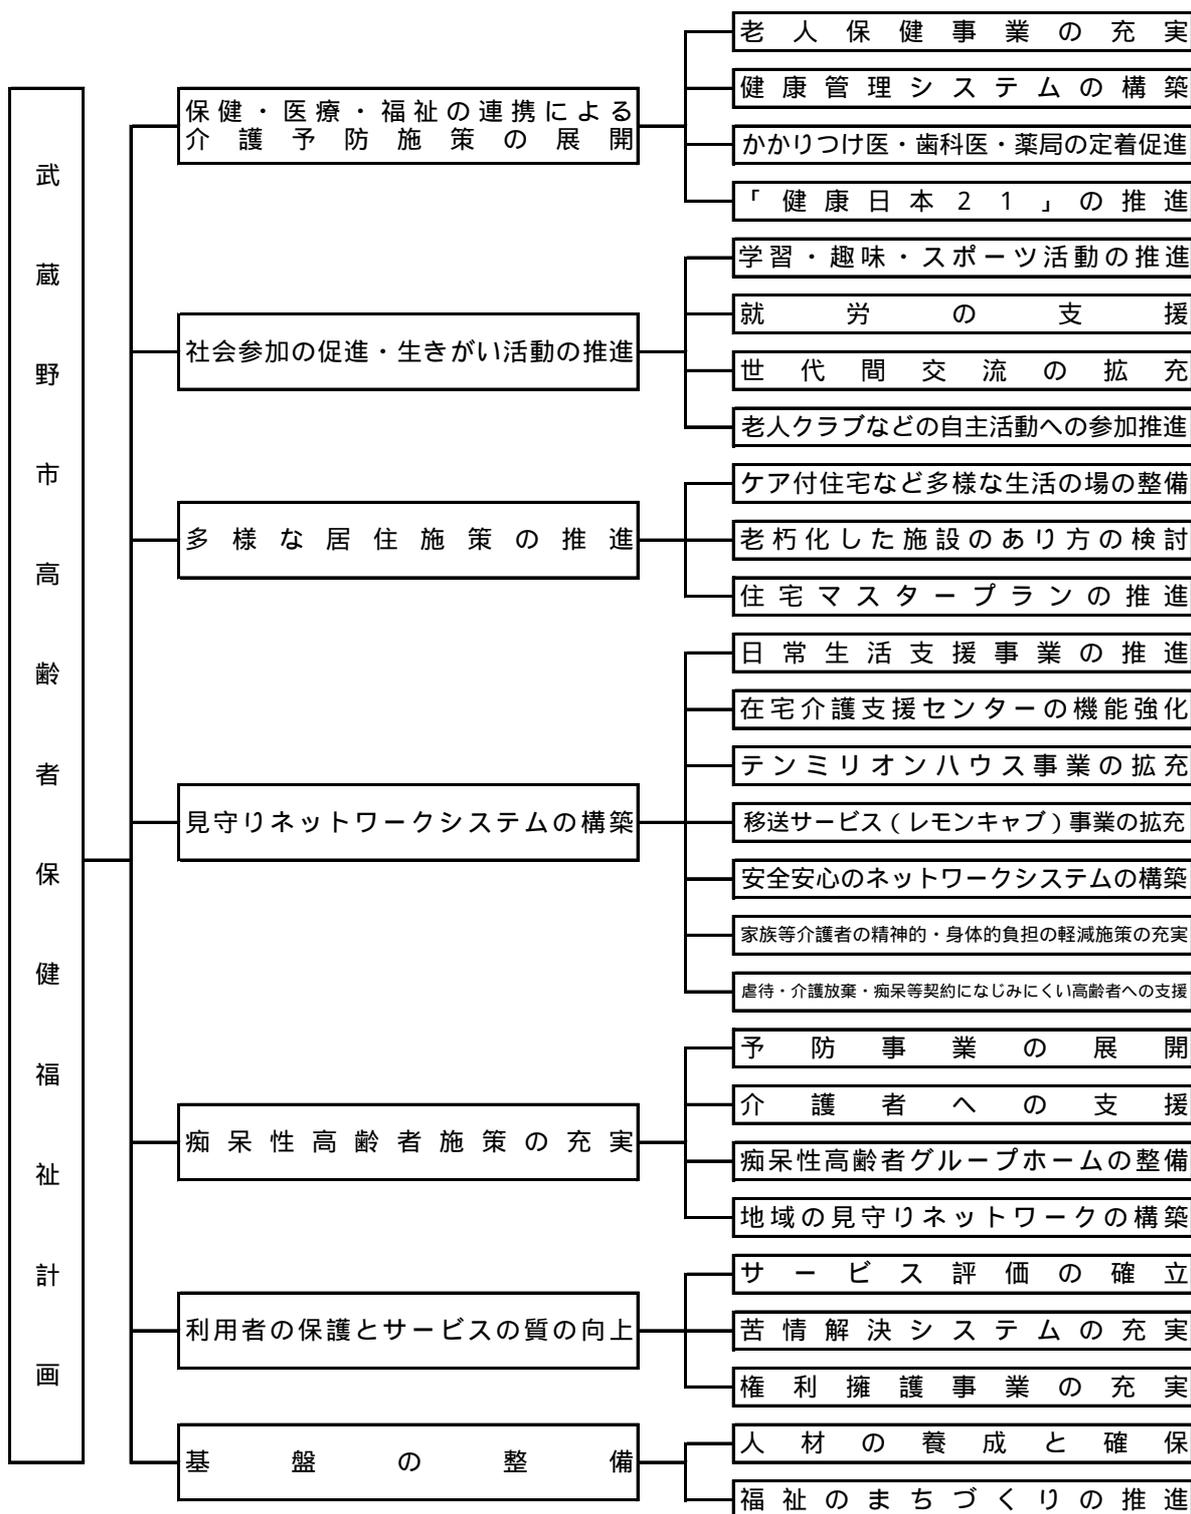 武蔵野市高齢者保健福祉計画
保健・医療・福祉の連携による
介護予防施策の展開
老人保健事業の充実
健康管理システムの構築
かかりつけ医・歯科医・薬局の定着促進
「健康日本２１」の推進
社会参加の促進・生きがい活動の推進
学習・趣味・スポーツ活動の推進
就労の支援
世代間交流の拡充
老人クラブなどの自主活動への参加推進
多様な居住施策の推進
ケア付住宅など多様な生活の場の整備
老朽化した施設のあり方の検討
住宅マスタープランの推進
見守りネットワークシステムの構築
日常生活支援事業の推進
在宅介護支援センターの機能強化
テンミリオンハウス事業の拡充
移送サービス（レモンキャブ）事業の拡充
安全安心のネットワークシステムの構築
家族等介護者の精神的・身体的負担の軽減施策の充実
虐待・介護放棄・痴呆等契約になじみにくい高齢者への支援
痴呆性高齢者施策の充実
予防事業の展開
介護者への支援
痴呆性高齢者グループホームの整備
地域の見守りネットワークの構築
利用者の保護とサービスの質の向上
サービス評価の確立
苦情解決システムの充実
権利擁護事業の充実
基盤の整備
人材の養成と確保
福祉のまちづくりの推進